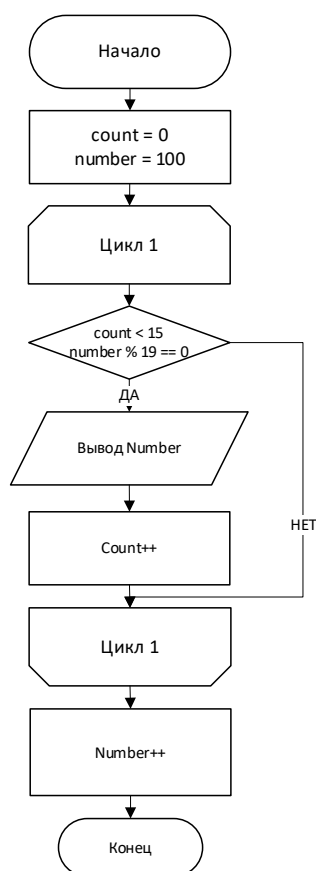 Начало
count = 0
number = 100
Цикл 1
count < 15
number % 19 == 0
ДА
Вывод Number
Count++
НЕТ
Цикл 1
Number++
Конец